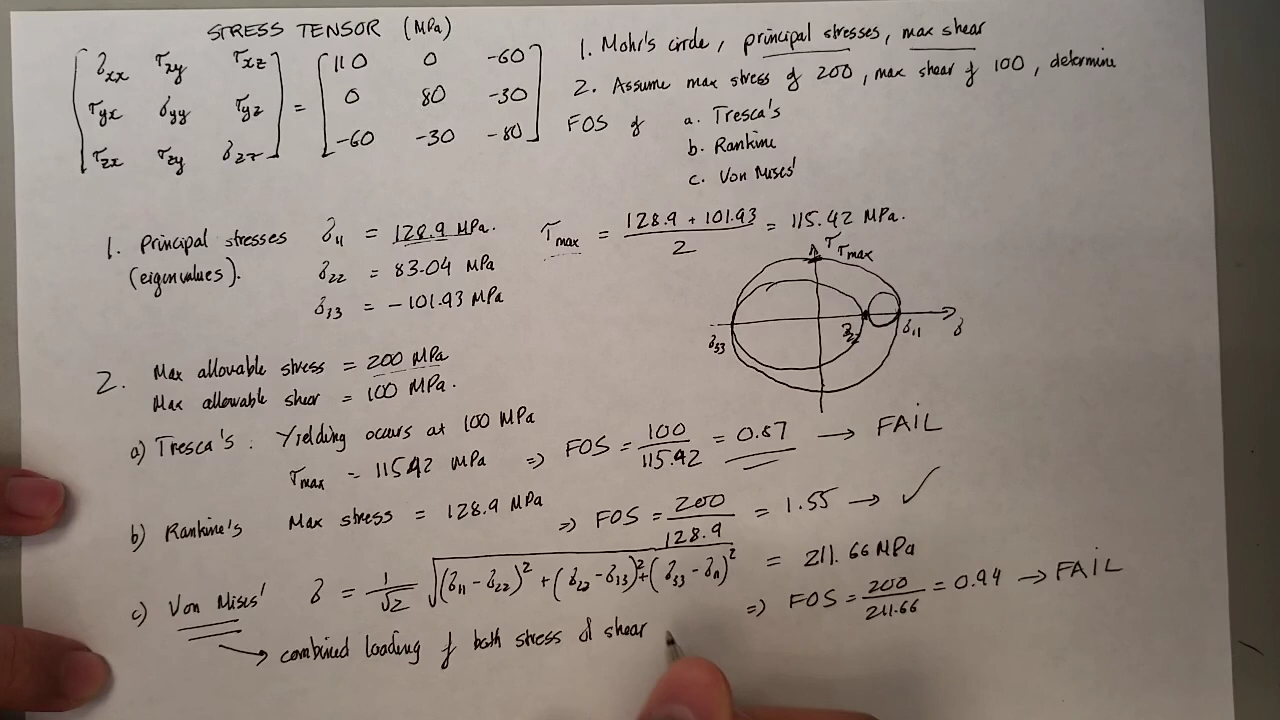 STRESS TENSOR (MPa)
σxx τxy τxz
τyx σyy τyz
τzx τzy σzz
=
110 0 -60
0 80 -30
-60 -30 -80
1. Mohr's circle, principal stresses, max shear
2. Assume max stress of 200, max shear of 100, determine
FOS of a. Tresca's
b. Rankine
c. Von Mises'
1. Principal stresses σ11 = 128.9 MPa.
(eigenvalues). σ22 = 83.04 MPa
σ33 = -101.93 MPa
τmax = (128.9 + 101.93)/2 = 115.42 MPa.
τ
τmax
σ33 σ22 σ11 σ
2. Max allowable stress = 200 MPa
Max allowable shear = 100 MPa.
a) Tresca's : Yielding occurs at 100 MPa
τmax = 115.42 MPa => FOS = 100/115.42 = 0.87 → FAIL
b) Rankine's Max stress = 128.9 MPa => FOS = 200/128.9 = 1.55 → ✓
c) Von Mises' σ = 1/√2 √((σ11 - σ22)² + (σ22 - σ33)² + (σ33 - σ11)²) = 211.66 MPa
=> FOS = 200/211.66 = 0.94 → FAIL
→ combined loading of both stress & shear